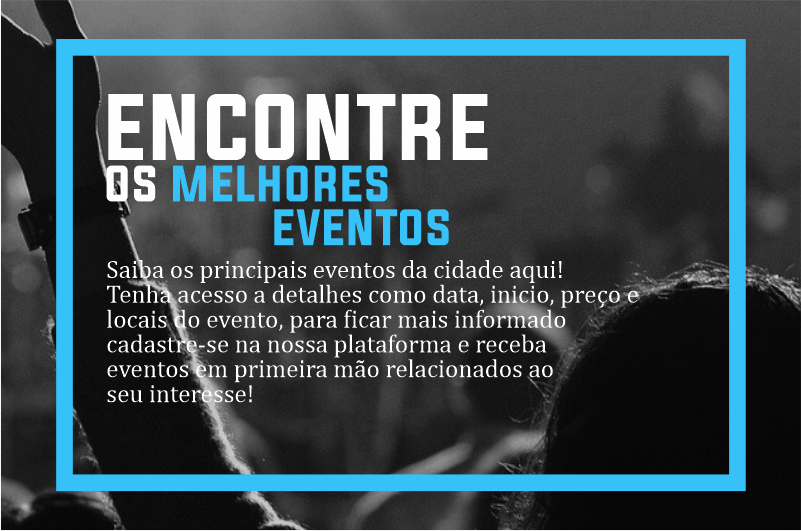 ENCONTRE
OS MELHORES
EVENTOS
Saiba os principais eventos da cidade aqui!
Tenha acesso a detalhes como data, inicio, preço e
locais do evento, para ficar mais informado
cadastre-se na nossa plataforma e receba
eventos em primeira mão relacionados ao
seu interesse!